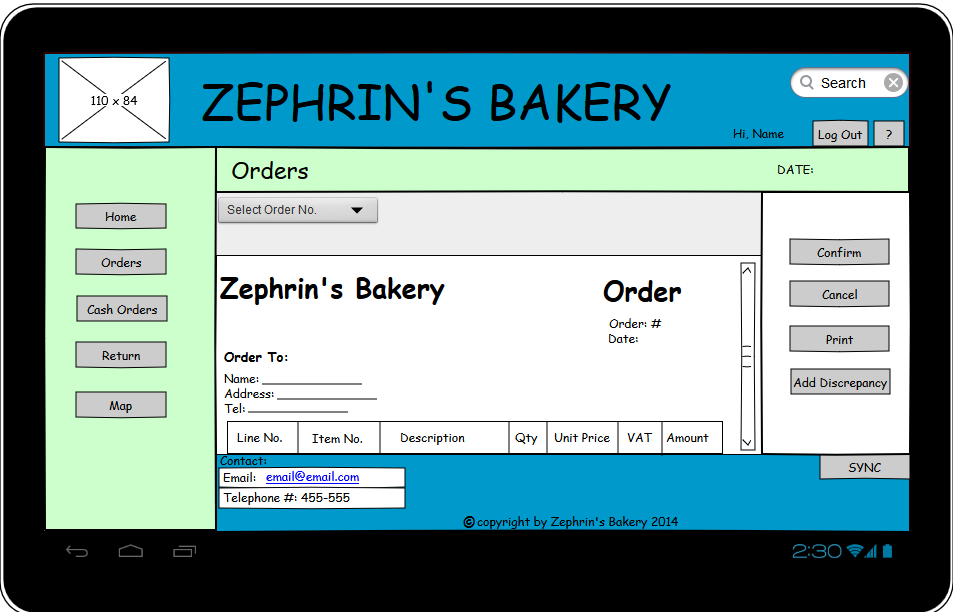 110 x 84
ZEPHRIN'S BAKERY
Search
Hi, Name
Log Out
?
Orders
DATE:
Home
Orders
Cash Orders
Return
Map
Select Order No.
Zephrin's Bakery
Order
Order: #
Date:
Order To:
Name: ______________
Address: ______________
Tel: ______________
Line No. Item No. Description Qty Unit Price VAT Amount
Confirm
Cancel
Print
Add Discrepancy
Contact:
Email: email@email.com
Telephone #: 455-555
SYNC
© copyright by Zephrin's Bakery 2014
2:30